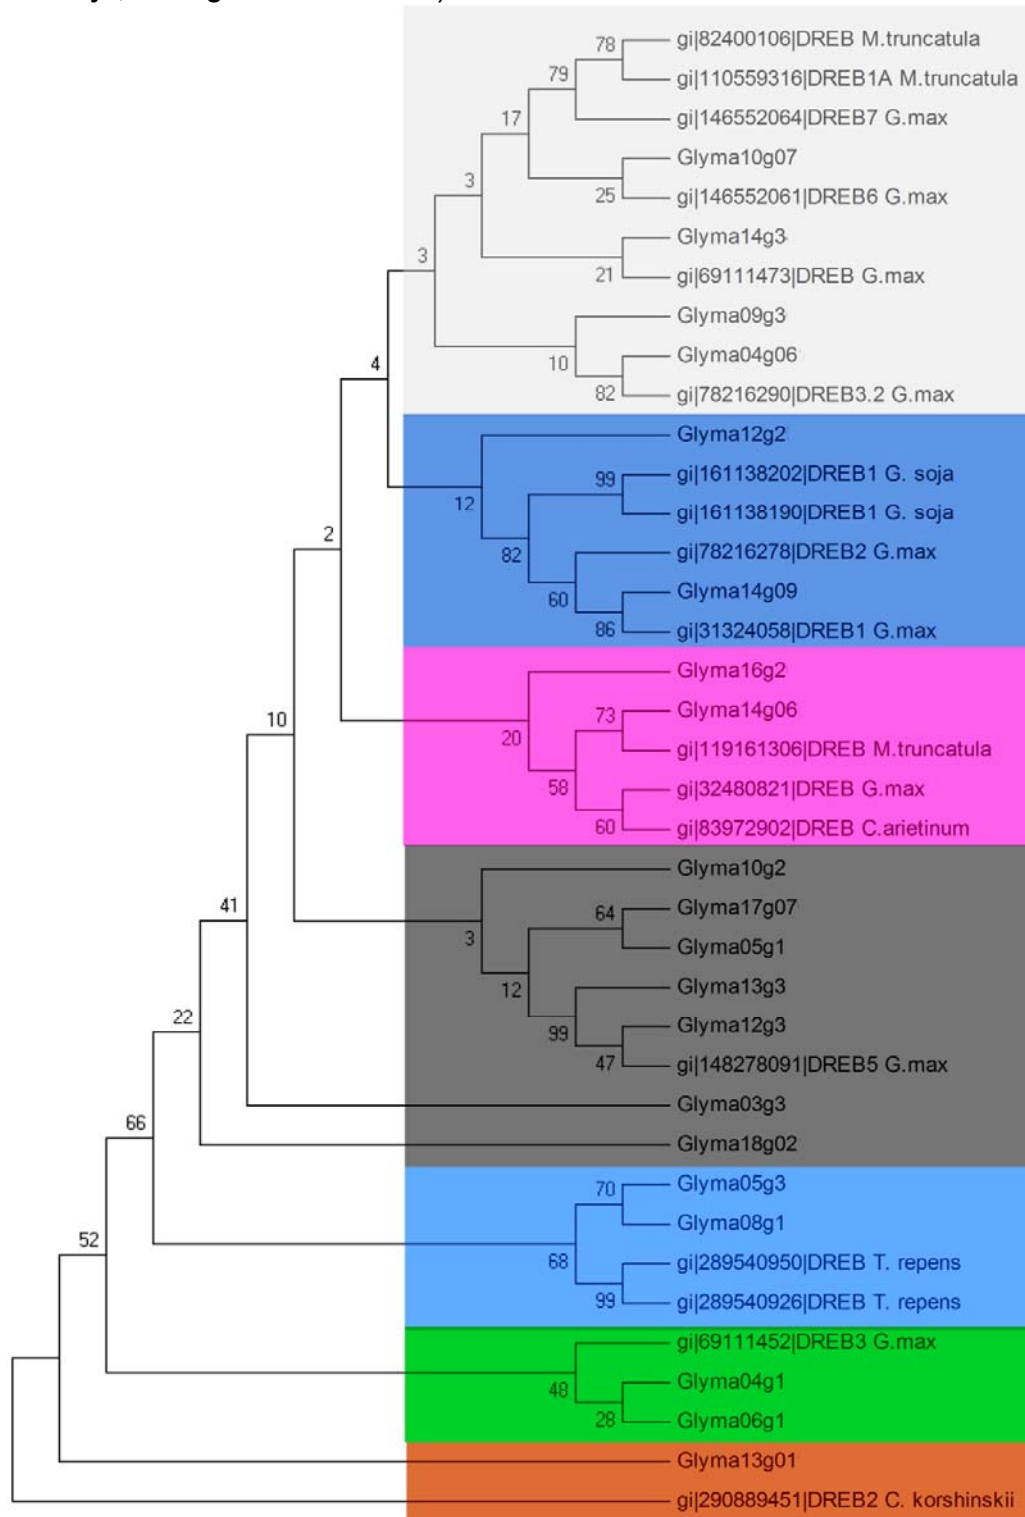 78
gi|82400106|DREB M.truncatula
79
gi|110559316|DREB1A M.truncatula
17
gi|146552064|DREB7 G.max
Glyma10g07
3
25
gi|146552061|DREB6 G.max
Glyma14g3
3
21
gi|69111473|DREB G.max
Glyma09g3
4
10
Glyma04g06
82
gi|78216290|DREB3.2 G.max
Glyma12g2
99
gi|161138202|DREB1 G. soja
12
gi|161138190|DREB1 G. soja
2
82
gi|78216278|DREB2 G.max
60
Glyma14g09
86
gi|31324058|DREB1 G.max
Glyma16g2
10
73
Glyma14g06
20
gi|119161306|DREB M.truncatula
58
gi|32480821|DREB G.max
60
gi|83972902|DREB C.arietinum
Glyma10g2
41
64
Glyma17g07
3
Glyma05g1
12
Glyma13g3
22
99
Glyma12g3
47
gi|148278091|DREB5 G.max
Glyma03g3
66
Glyma18g02
70
Glyma05g3
52
Glyma08g1
68
gi|289540950|DREB T. repens
99
gi|289540926|DREB T. repens
gi|69111452|DREB3 G.max
48
Glyma04g1
28
Glyma06g1
Glyma13g01
gi|290889451|DREB2 C. korshinskii